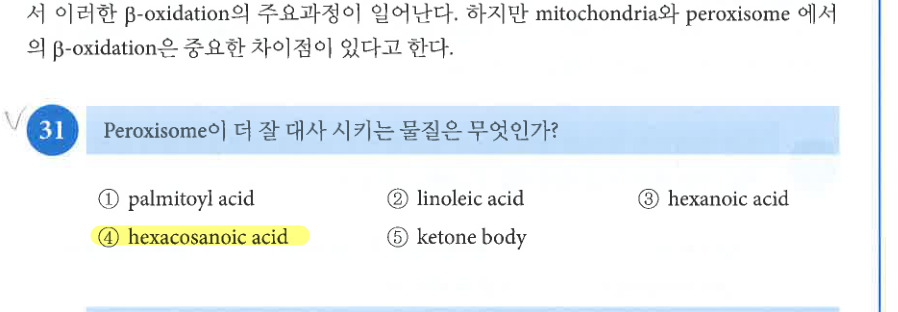 서 이러한 β-oxidation의 주요과정이 일어난다. 하지만 mitochondria와 peroxisome 에서
의 β-oxidation은 중요한 차이점이 있다고 한다.
31 Peroxisome이 더 잘 대사 시키는 물질은 무엇인가?
① palmitoyl acid ② linoleic acid ③ hexanoic acid
④ hexacosanoic acid ⑤ ketone body